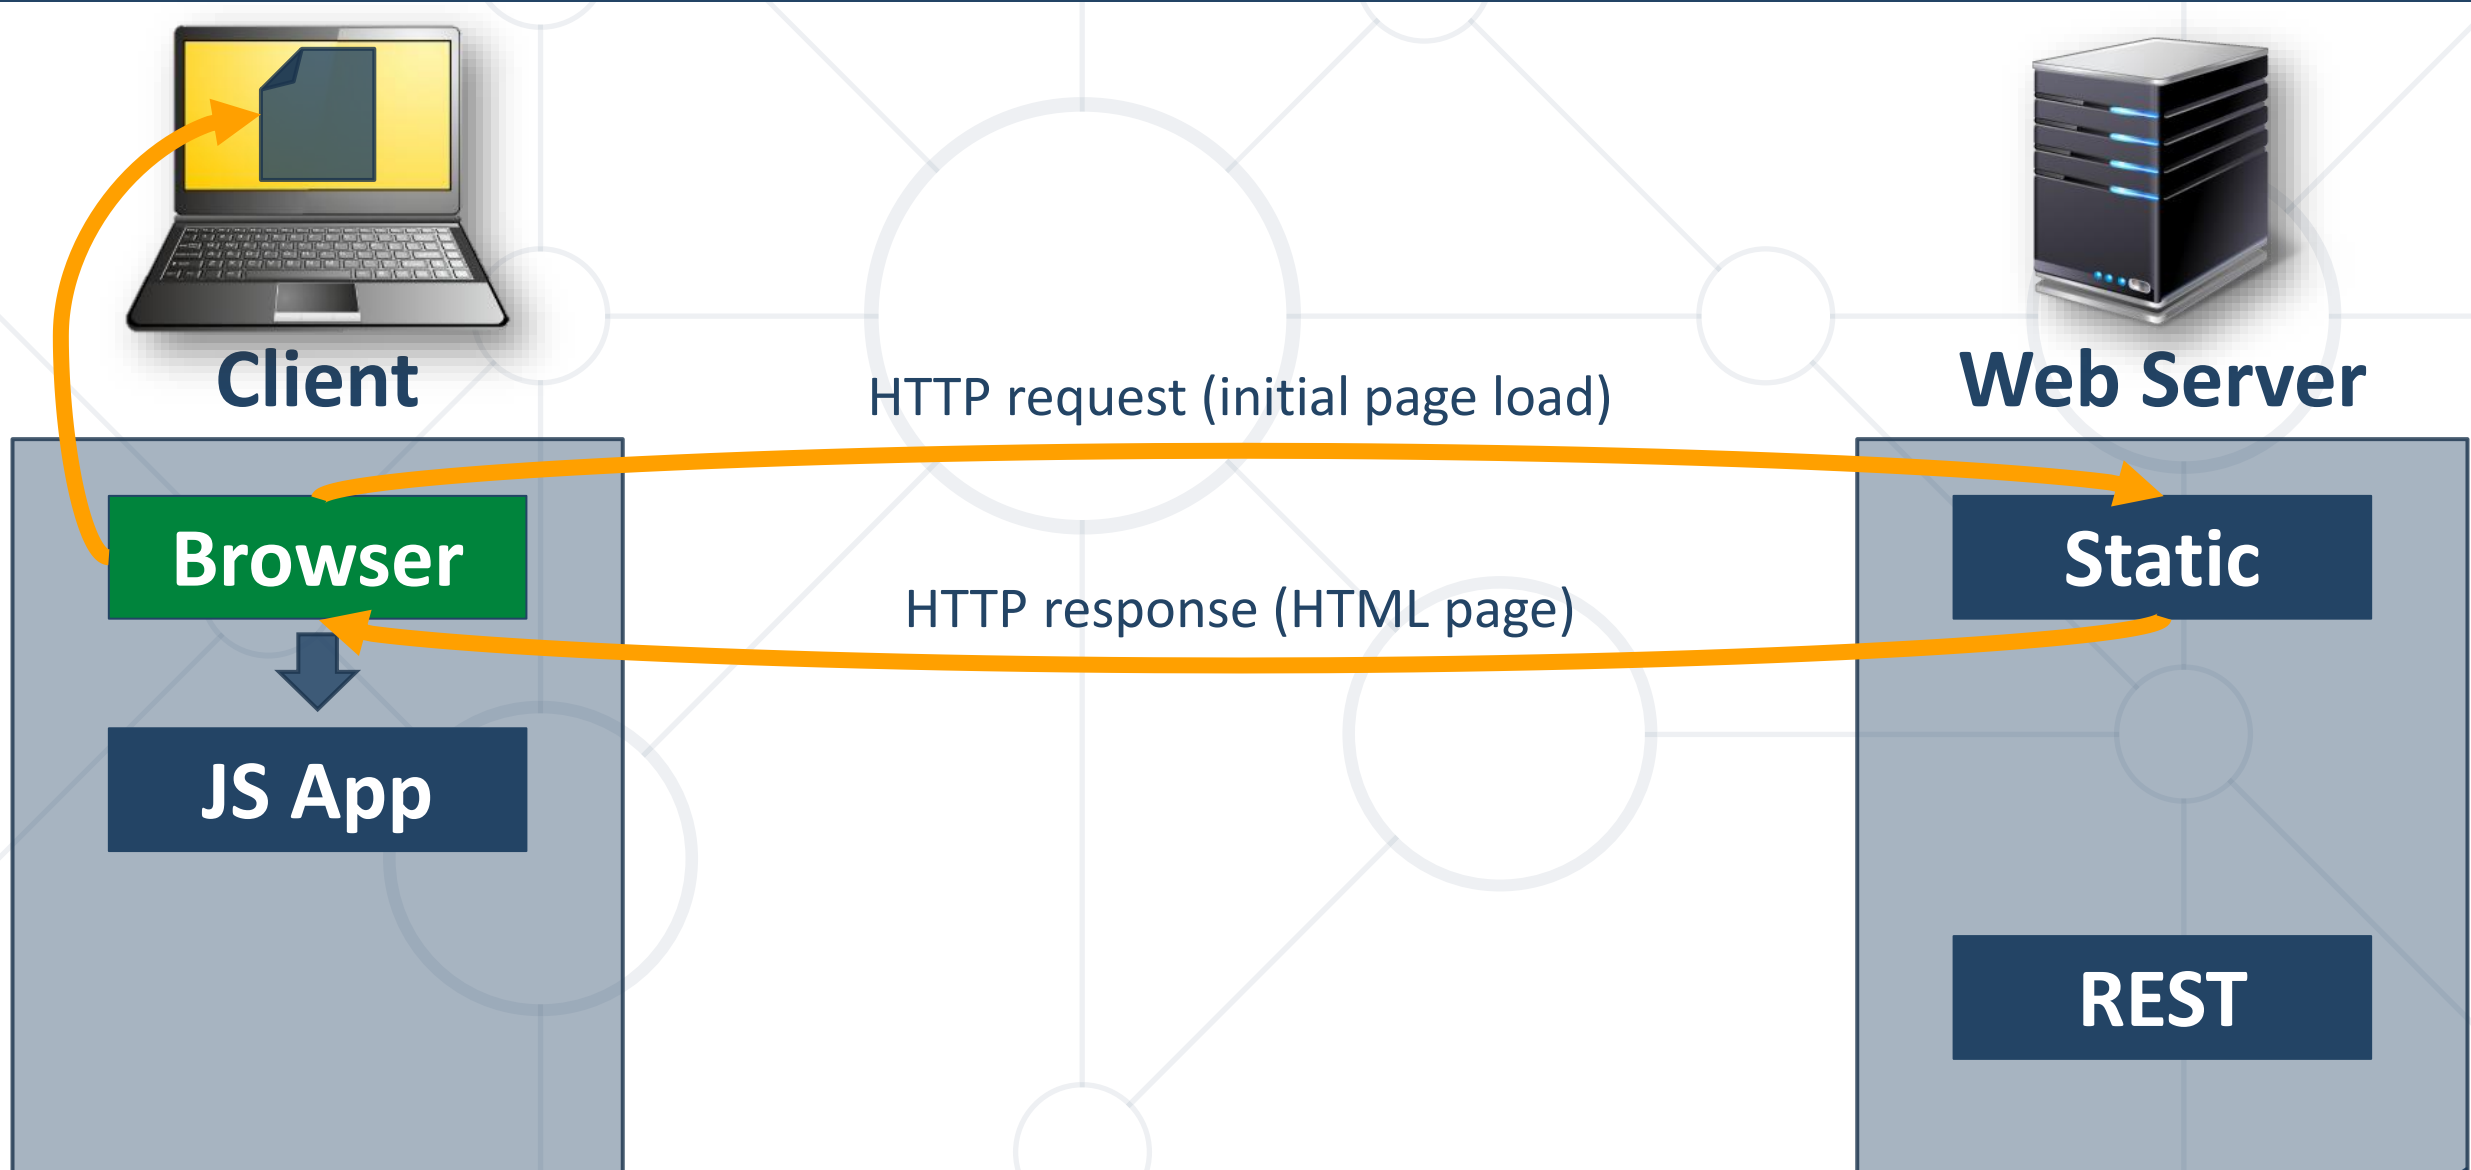 Client
Web Server
HTTP request (initial page load)
Browser
Static
HTTP response (HTML page)
JS App
REST